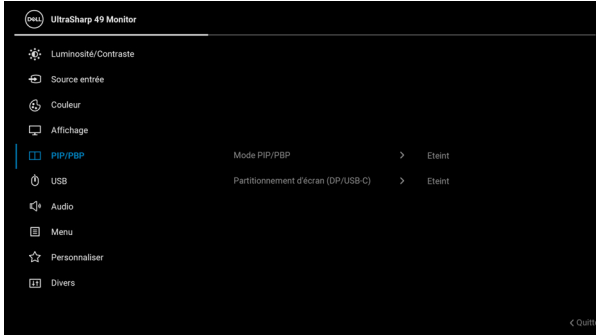 DELL UltraSharp 49 Monitor
Luminosité/Contraste
Source entrée
Couleur
Affichage
PIP/PBP Mode PIP/PBP Eteint
USB Partitionnement d'écran (DP/USB-C) Eteint
Audio
Menu
Personnaliser
Divers